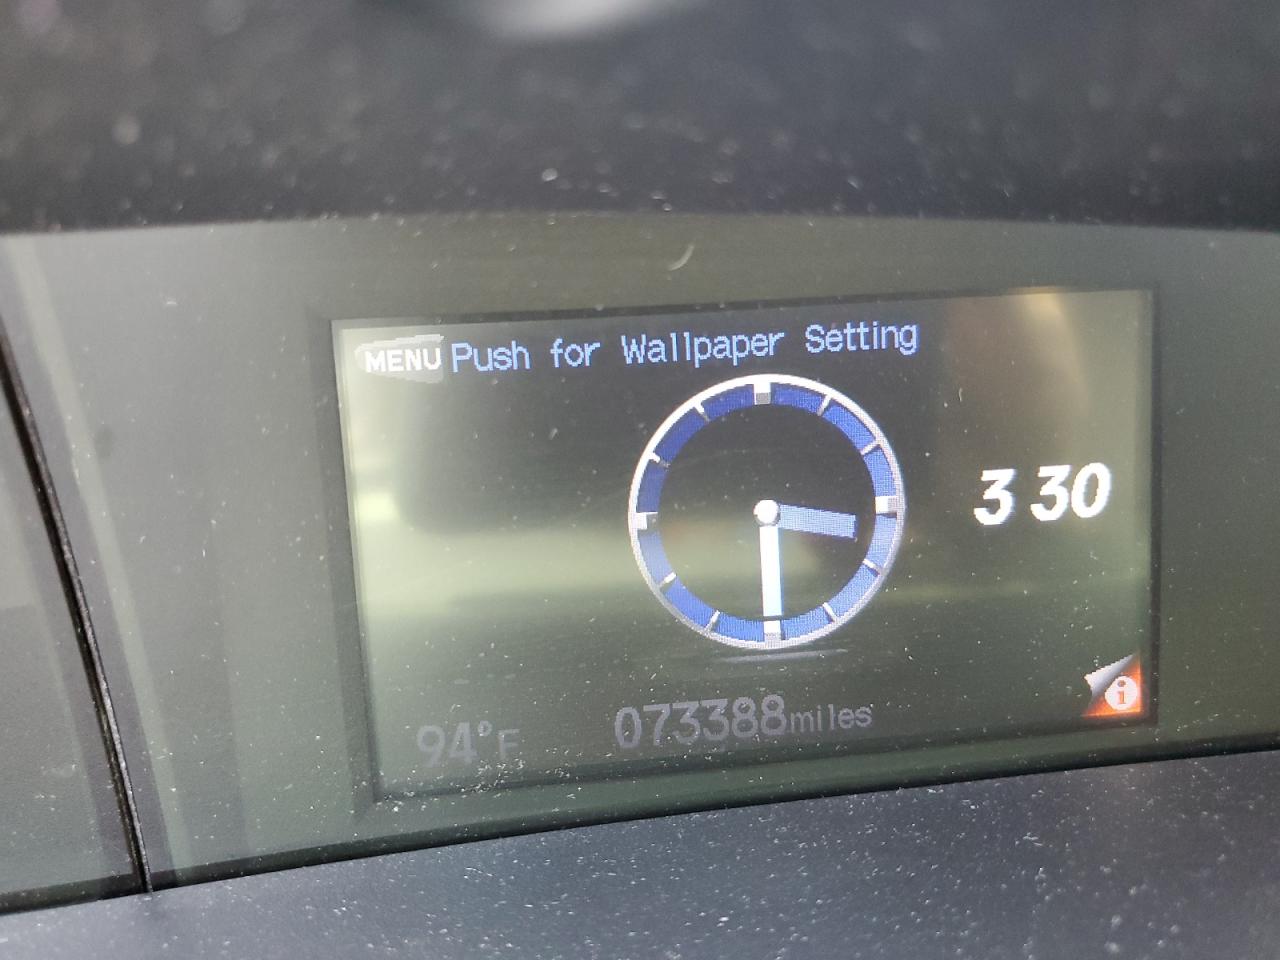 MENU Push for Wallpaper Setting
3 30
i
94°F 073388miles